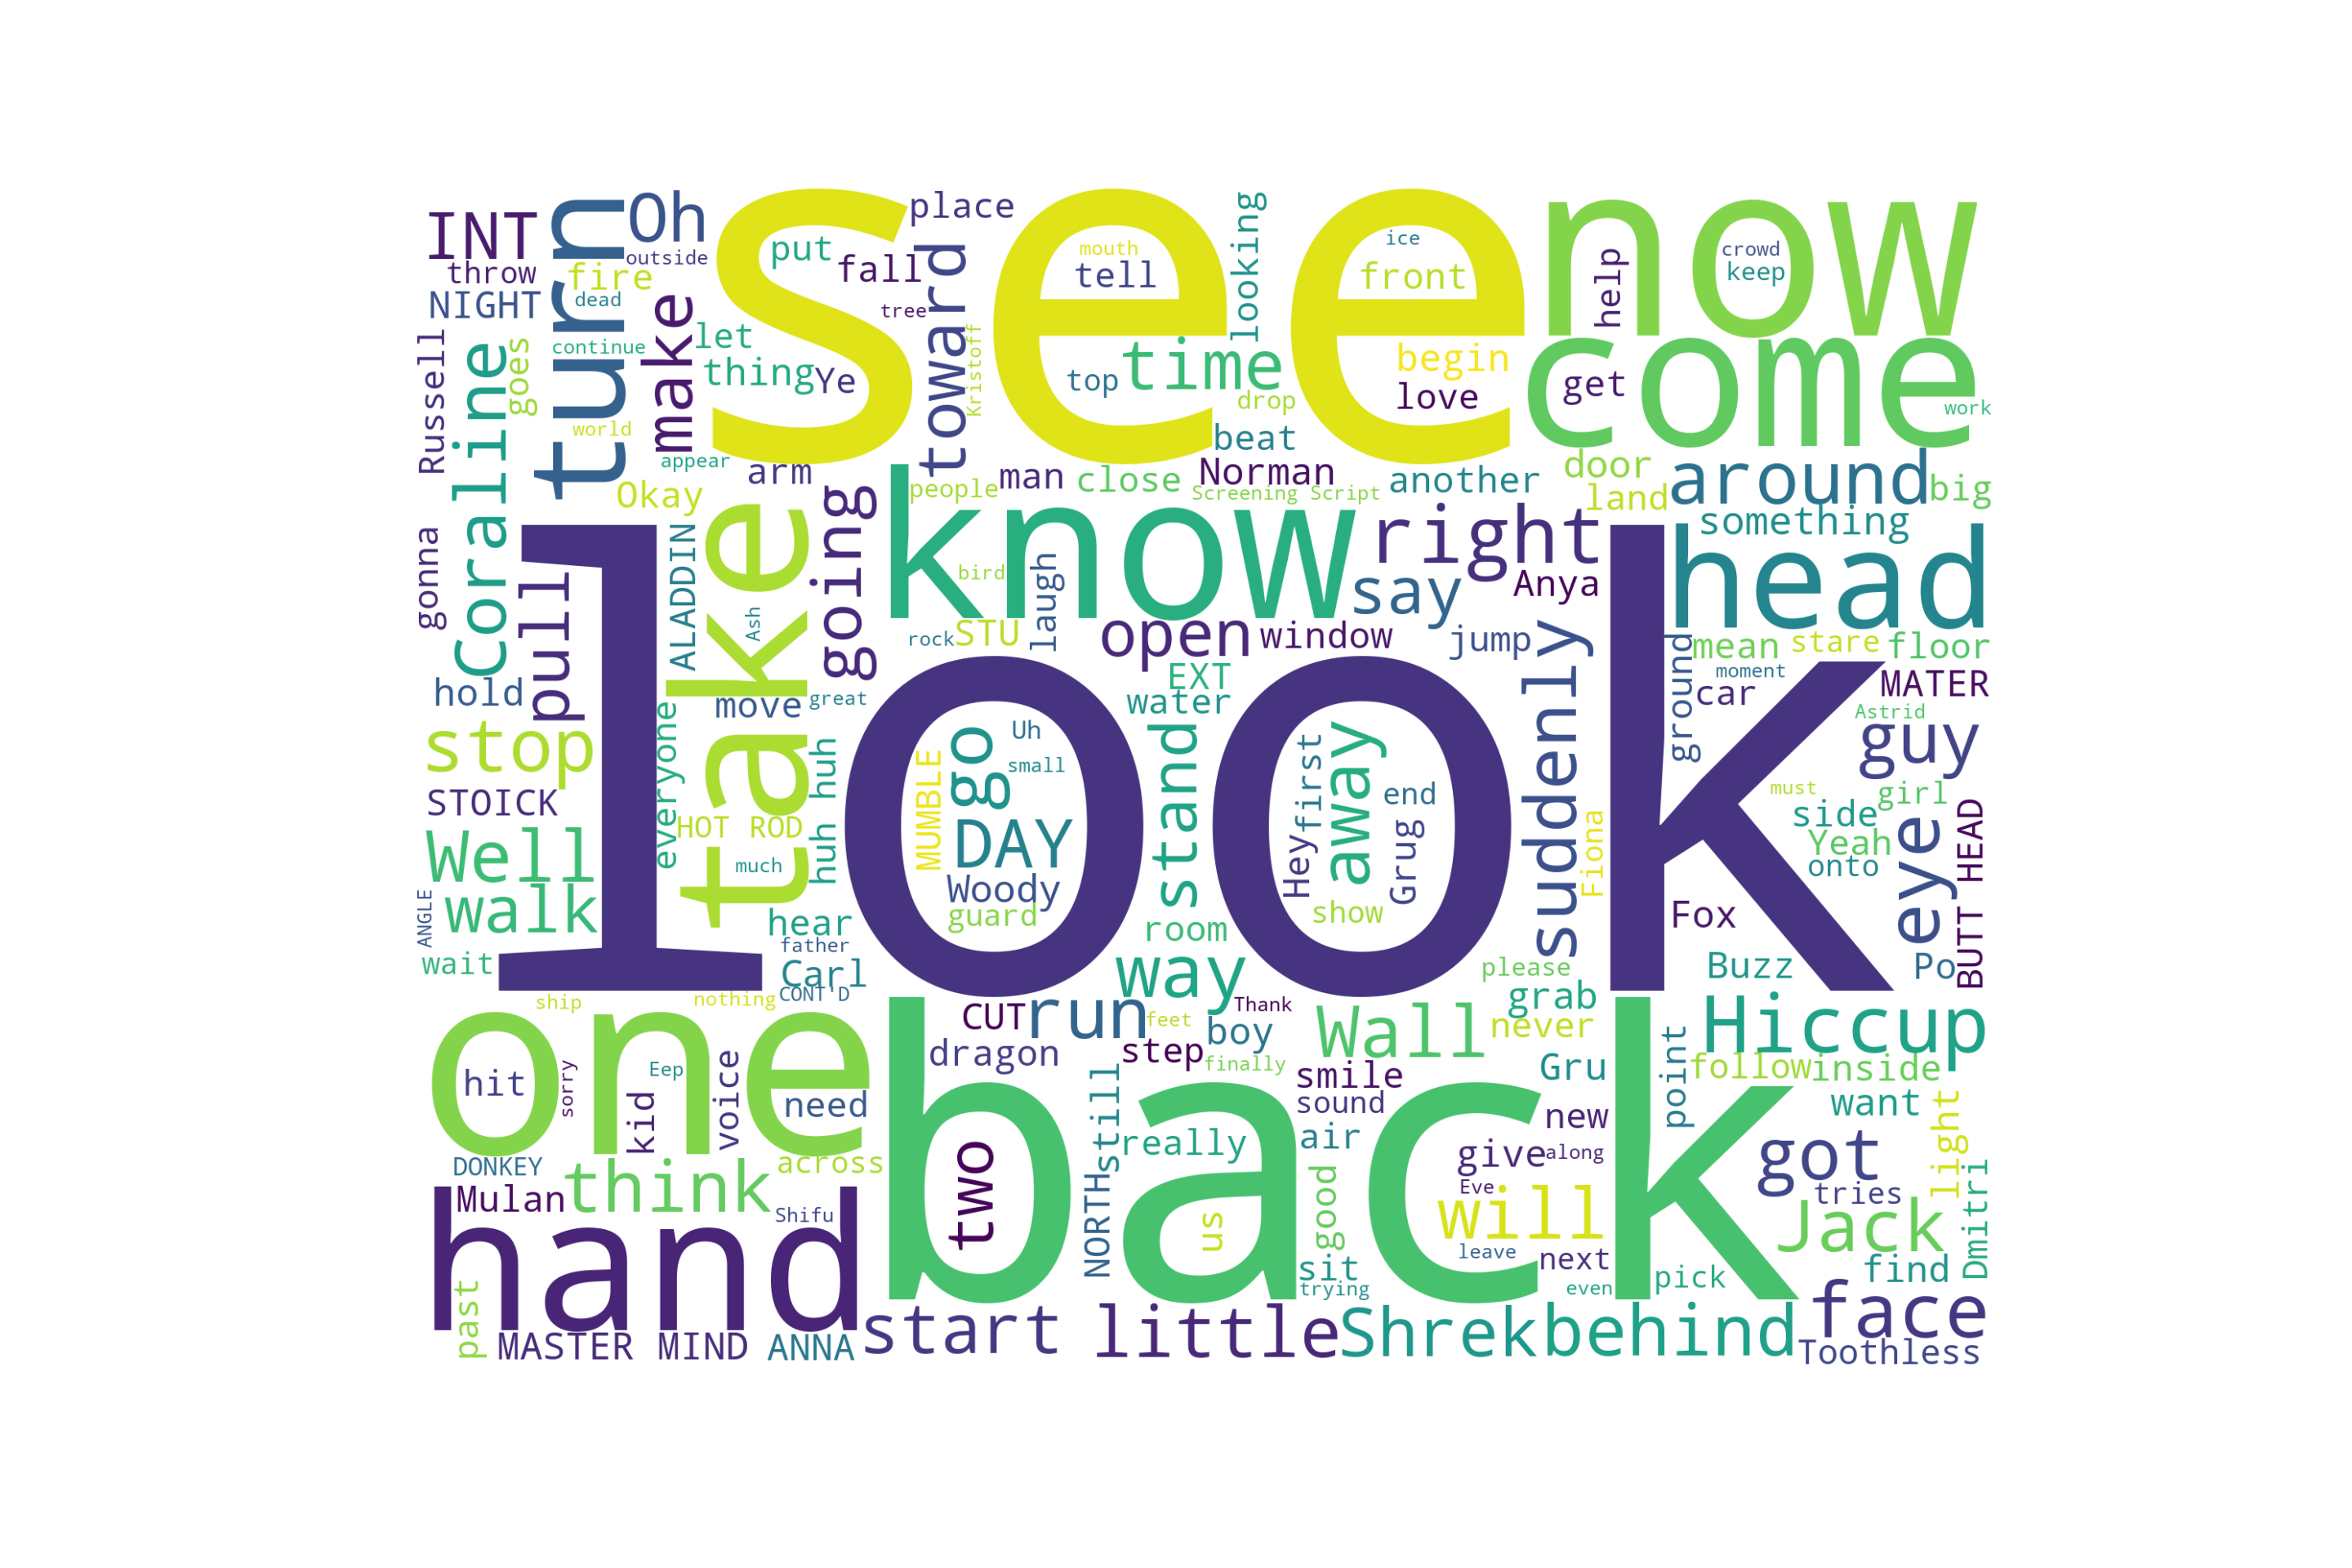 see
now
come
look
know
back
head
one
hand
take
turn
INT
Oh
outside
place
throw
fire
NIGHT
dead
continue
put
fall
tree
toward
Kristoff
mouth
tell
looking
ice
front
help
crowd
keep
Russell
goes
Coraline
world
make
let
thing
Ye
top
time
drop
begin
love
get
work
appear
arm
beat
Okay
people
man
close
Norman
Screening Script
another
door
land
around
big
something
gonna
pull
ALADDIN
Ash
going
bird
laugh
rock
STU
open
window
right
say
Anya
jump
suddenly
ground
mean
stare
floor
moment
car
MATER
Astrid
guy
hold
stop
STOICK
everyone
move
great
huh huh
HOT ROD
much
MUMBLE
go
Uh
small
DAY
Woody
guard
EXT
water
stand
away
Hey
first
end
Grug
show
Fiona
must
girl
side
Yeah
onto
eye
BUTT HEAD
Well
walk
ANGLE
wait
hear
father
Carl
CONT'D
nothing
ship
room
way
please
grab
never
Fox
Buzz
Po
Hiccup
CUT
run
feet
Thank
boy
Wall
dragon
step
finally
smile
sound
Gru
point
follow
inside
hit
sorry
Eep
kid
voice
need
across
DONKEY
Mulan
think
Shifu
two
NORTH
still
really
us
air
good
new
give
along
Eve
will
leave
next
even
pick
want
light
got
tries
Jack
Dmitri
find
sit
trying
past
MASTER MIND
ANNA
start
little
Shrek
behind
face
Toothless